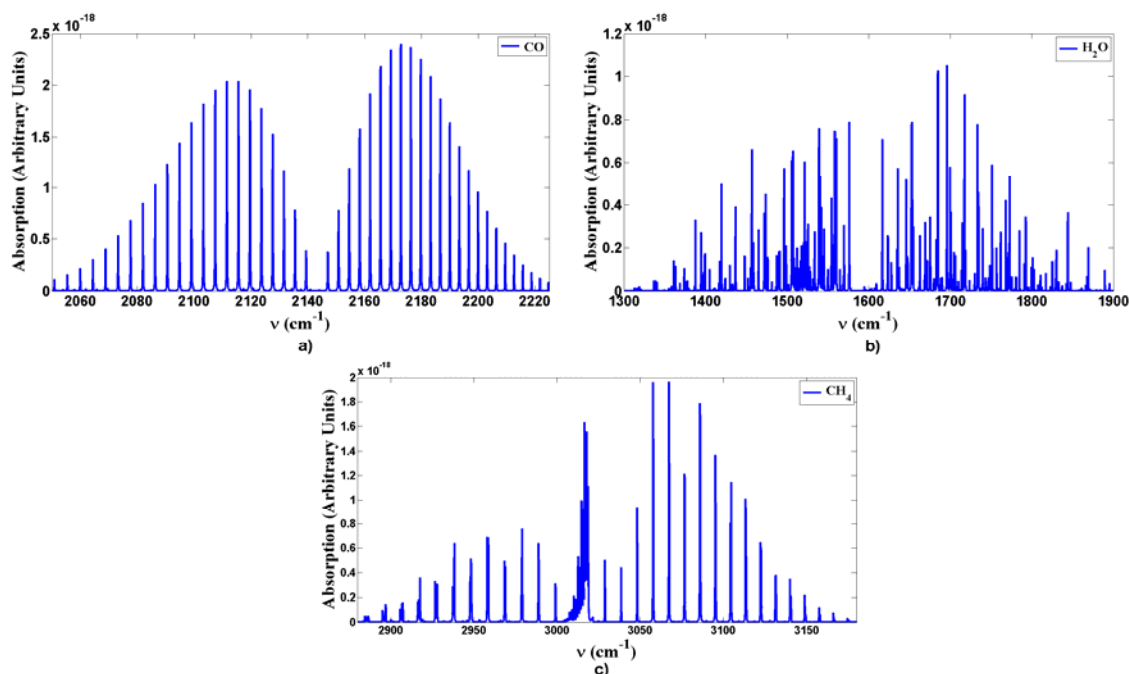 x 10⁻¹⁸
2.5
2
1.5
1
0.5
0
Absorption (Arbitrary Units)
CO
2060 2080 2100 2120 2140 2160 2180 2200 2220
ν (cm⁻¹)
a)
x 10⁻¹⁸
1.2
1
0.8
0.6
0.4
0.2
0
Absorption (Arbitrary Units)
H₂O
1300 1400 1500 1600 1700 1800 1900
ν (cm⁻¹)
b)
x 10⁻¹⁸
2
1.8
1.6
1.4
1.2
1
0.8
0.6
0.4
0.2
0
Absorption (Arbitrary Units)
CH₄
2900 2950 3000 3050 3100 3150
ν (cm⁻¹)
c)